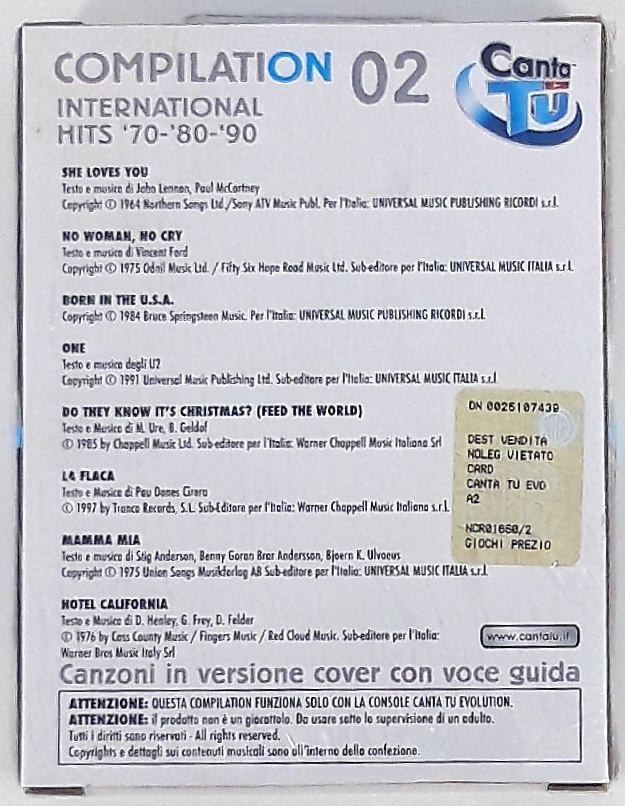 COMPILATION 02
Canta
Tu
INTERNATIONAL
HITS '70-'80-'90
SHE LOVES YOU
Testo e musica di John Lennon, Paul McCartney
Copyright © 1964 Northern Songs Ltd./Sony ATV Music Publ. Per l'Italia: UNIVERSAL MUSIC PUBLISHING RICORDI s.r.l.
NO WOMAN, NO CRY
Testo e musica di Vincent Ford
Copyright © 1975 Odnil Music Ltd. / Fifty Six Hope Road Music Ltd. Sub-editore per l'Italia: UNIVERSAL MUSIC ITALIA s.r.l.
BORN IN THE U.S.A.
Copyright © 1984 Bruce Springsteen Music. Per l'Italia: UNIVERSAL MUSIC PUBLISHING RICORDI s.r.l.
ONE
Testo e musica degli U2
Copyright © 1991 Universal Music Publishing Ltd. Sub-editore per l'Italia: UNIVERSAL MUSIC ITALIA s.r.l
DO THEY KNOW IT'S CHRISTMAS? (FEED THE WORLD)
Testo e Musica di M. Ure, B. Geldof
© 1985 by Chappell Music Ltd. Sub-editore per l'Italia: Warner Chappell Music Italiana Srl
LA FLACA
Testo e Musica di Pau Dones Cirera
© 1997 by Tronco Records, S.L. Sub-Editore per l'Italia: Warner Chappell Music Italiana s.r.l.
MAMMA MIA
Testo e musica di Stig Anderson, Benny Goran Bror Andersson, Bjoern K. Ulvaeus
Copyright © 1975 Union Songs Musikforlag AB Sub-editore per l'Italia: UNIVERSAL MUSIC ITALIA s.r.l.
HOTEL CALIFORNIA
Testo e Musica di D. Henley, G. Frey, D. Felder
© 1976 by Cass County Music / Fingers Music / Red Cloud Music. Sub-editore per l'Italia:
Warner Bros Music Italy Srl
DN 0025107439
DEST VENDITA
NOLEG VIETATO
CARD
CANTA TU EVO
A2
NCR01650/2
GIOCHI PREZIO
www.cantatu.it
Canzoni in versione cover con voce guida
ATTENZIONE: QUESTA COMPILATION FUNZIONA SOLO CON LA CONSOLE CANTA TU EVOLUTION.
ATTENZIONE: il prodotto non è un giocattolo. Da usare sotto la supervisione di un adulto.
Tutti i diritti sono riservati - All rights reserved.
Copyrights e dettagli sui contenuti musicali sono all'interno della confezione.